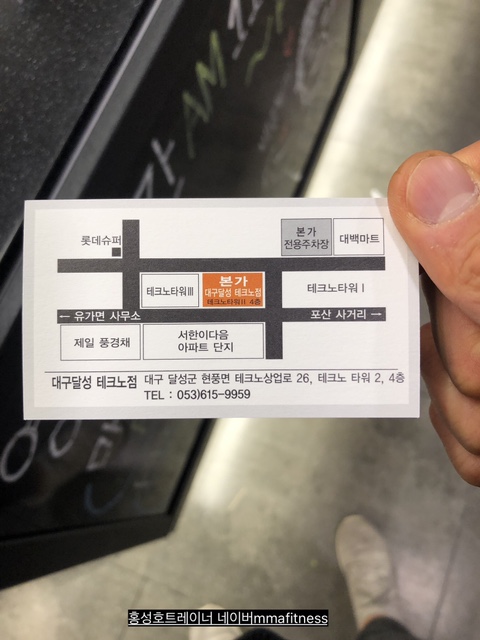 AM
롯데슈퍼
본가
전용주차장
대백마트
테크노타워Ⅲ
본가
대구달성 테크노점
테크노타워Ⅱ 4층
테크노타워Ⅰ
← 유가면 사무소
포산 사거리 →
제일 풍경채
서한이다음
아파트 단지
대구달성 테크노점 대구 달성군 현풍면 테크노상업로 26, 테크노 타워 2, 4층
TEL : 053)615-9959
홍성호트레이너 네이버mmafitness